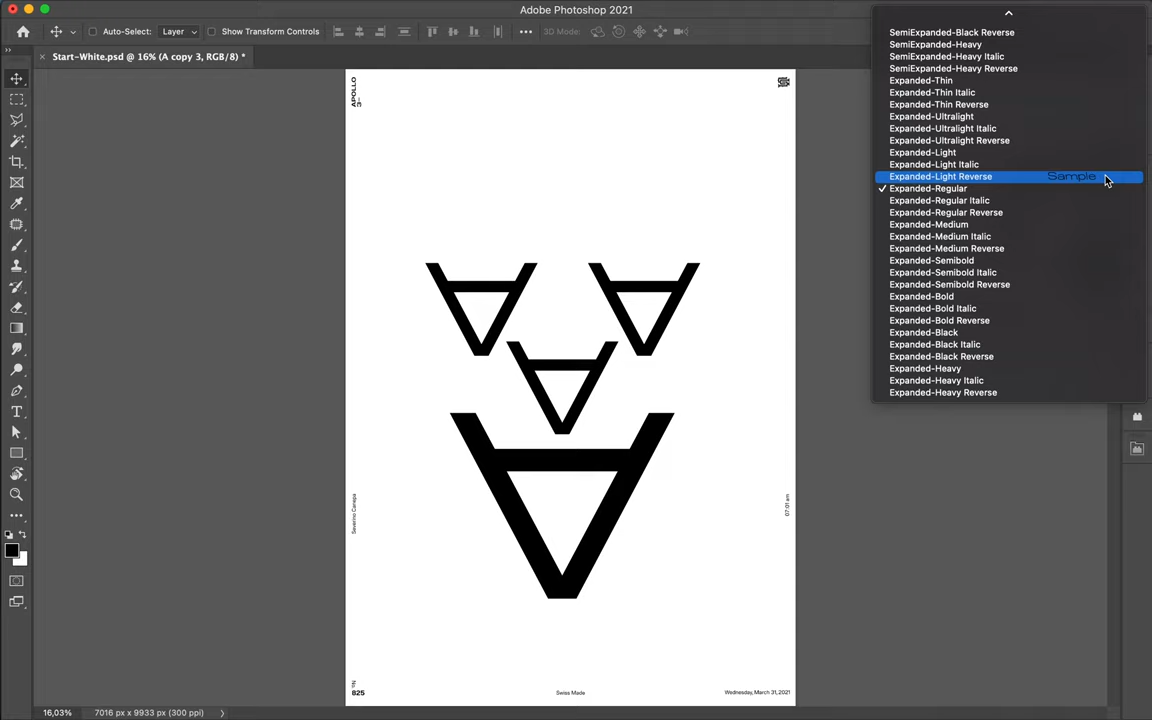 Adobe Photoshop 2021
Auto-Select:
Layer
Show Transform Controls
3D Mode:
Start-White.psd @ 16% (A copy 3, RGB/8) *
SemiExpanded-Black Reverse
SemiExpanded-Heavy
SemiExpanded-Heavy Italic
SemiExpanded-Heavy Reverse
Expanded-Thin
Expanded-Thin Italic
Expanded-Thin Reverse
Expanded-Ultralight
Expanded-Ultralight Italic
Expanded-Ultralight Reverse
Expanded-Light
Expanded-Light Italic
Expanded-Light Reverse Sample
Expanded-Regular
Expanded-Regular Italic
Expanded-Regular Reverse
Expanded-Medium
Expanded-Medium Italic
Expanded-Medium Reverse
Expanded-Semibold
Expanded-Semibold Italic
Expanded-Semibold Reverse
Expanded-Bold
Expanded-Bold Italic
Expanded-Bold Reverse
Expanded-Black
Expanded-Black Italic
Expanded-Black Reverse
Expanded-Heavy
Expanded-Heavy Italic
Expanded-Heavy Reverse
APOLLO
A A
A
A
Severino Canepa
07:01 am
825
Swiss Made
Wednesday, March 31, 2021
16,03%
7016 px x 9933 px (300 ppi)